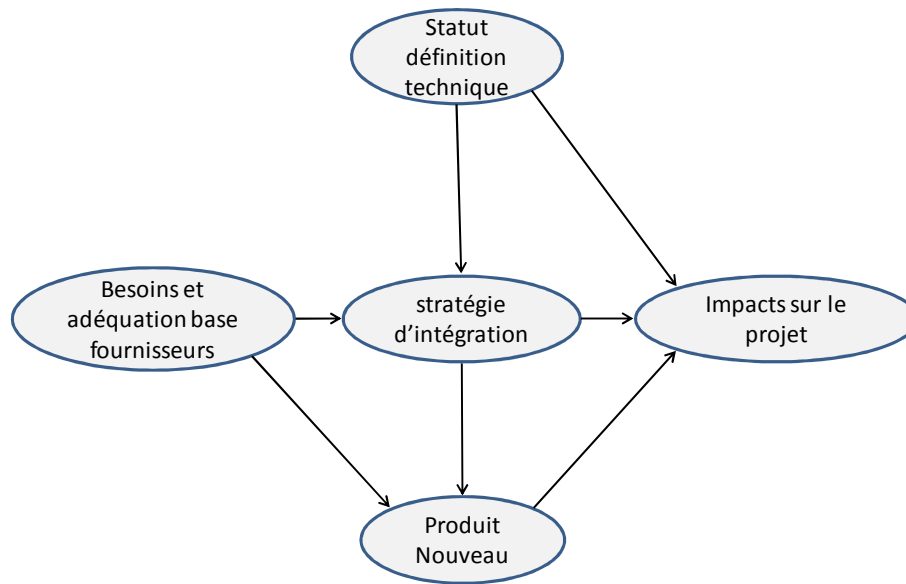 Statut
définition
technique
Besoins et
adéquation base
fournisseurs
stratégie
d'intégration
Impacts sur le
projet
Produit
Nouveau